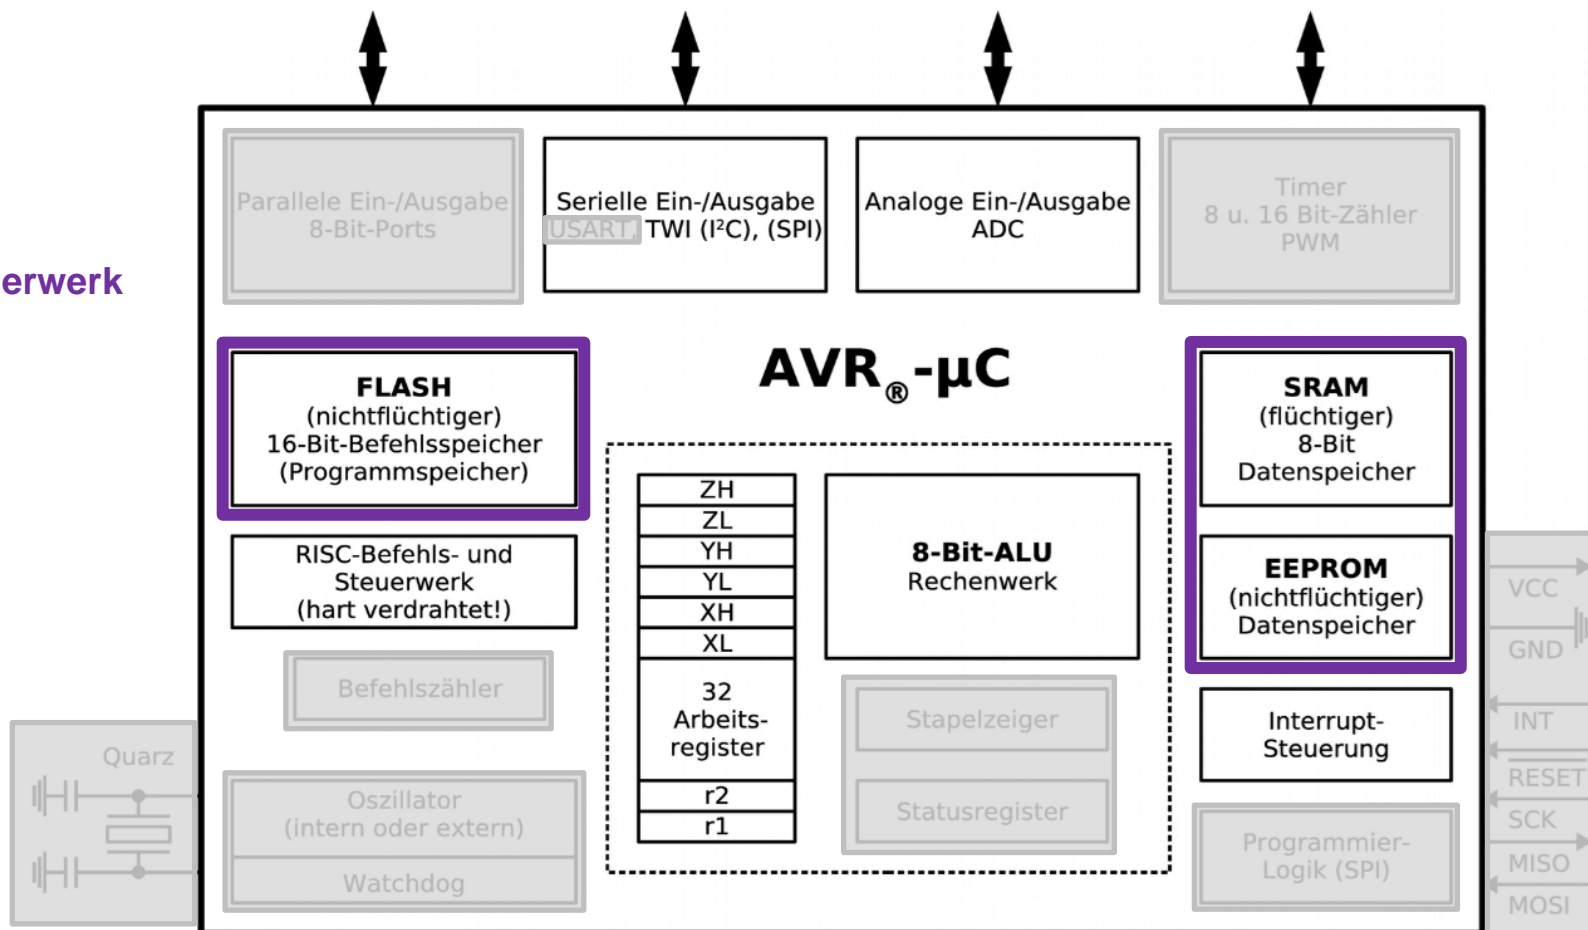 Parallele Ein-/Ausgabe
8-Bit-Ports
Serielle Ein-/Ausgabe
USART, TWI (I²C), (SPI)
Analoge Ein-/Ausgabe
ADC
Timer
8 u. 16 Bit-Zähler
PWM
erwerk
FLASH
(nichtflüchtiger)
16-Bit-Befehlsspeicher
(Programmspeicher)
AVR®-µC
SRAM
(flüchtiger)
8-Bit
Datenspeicher
RISC-Befehls- und
Steuerwerk
(hart verdrahtet!)
ZH
ZL
YH
YL
XH
XL
32
Arbeits-
register
r2
r1
8-Bit-ALU
Rechenwerk
EEPROM
(nichtflüchtiger)
Datenspeicher
Befehlszähler
Stapelzeiger
Statusregister
Interrupt-
Steuerung
Quarz
Oszillator
(intern oder extern)
Watchdog
Programmier-
Logik (SPI)
VCC
GND
INT
RESET
SCK
MISO
MOSI